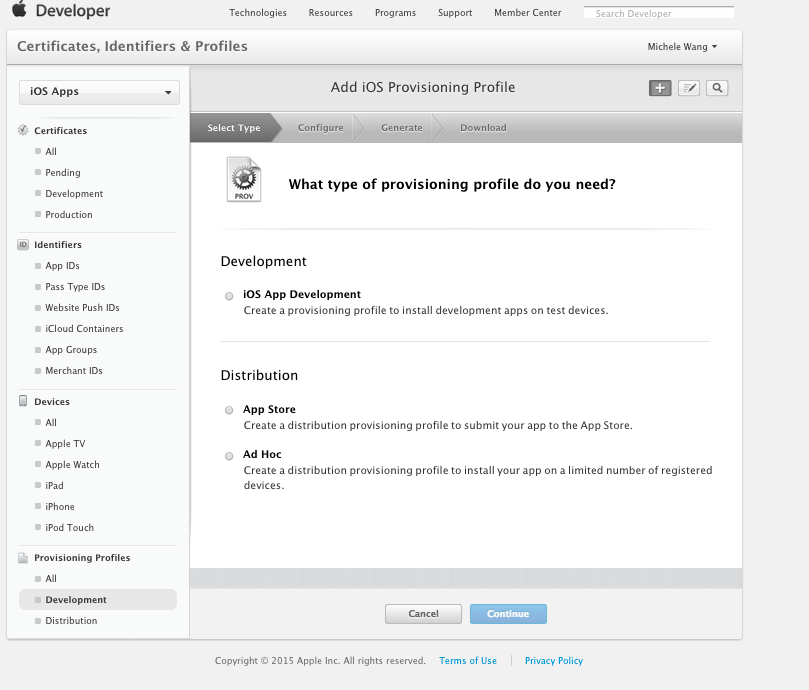 Developer
Technologies Resources Programs Support Member Center Search Developer
Certificates, Identifiers & Profiles
Michele Wang
iOS Apps
Certificates
All
Pending
Development
Production
ID Identifiers
App IDs
Pass Type IDs
Website Push IDs
iCloud Containers
App Groups
Merchant IDs
Devices
All
Apple TV
Apple Watch
iPad
iPhone
iPod Touch
Provisioning Profiles
All
Development
Distribution
Add iOS Provisioning Profile
Select Type Configure Generate Download
PROV
What type of provisioning profile do you need?
Development
iOS App Development
Create a provisioning profile to install development apps on test devices.
Distribution
App Store
Create a distribution provisioning profile to submit your app to the App Store.
Ad Hoc
Create a distribution provisioning profile to install your app on a limited number of registered
devices.
Cancel Continue
Copyright © 2015 Apple Inc. All rights reserved. Terms of Use Privacy Policy